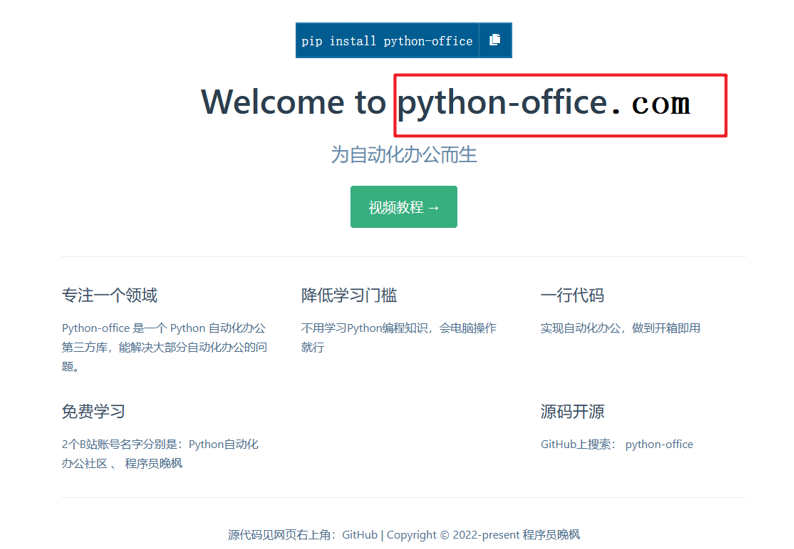 pip install python-office
Welcome to python-office.com
为自动化办公而生
视频教程 →
专注一个领域
Python-office 是一个 Python 自动化办公
第三方库，能解决大部分自动化办公的问
题。
降低学习门槛
不用学习Python编程知识，会电脑操作
就行
一行代码
实现自动化办公，做到开箱即用
免费学习
2个B站账号名字分别是：Python自动化
办公社区 、 程序员晚枫
源码开源
GitHub上搜索： python-office
源代码见网页右上角：GitHub | Copyright © 2022-present 程序员晚枫